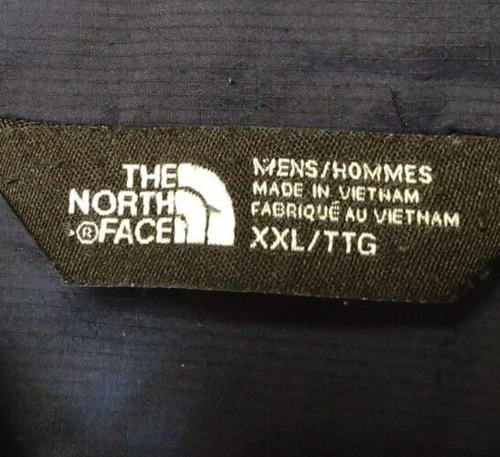 THE
NORTH
®FACE
MENS/HOMMES
MADE IN VIETNAM
FABRIQUÉ AU VIETNAM
XXL/TTG